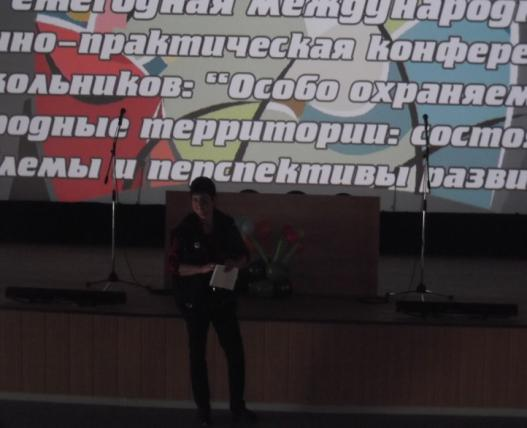 ежегодная международ
но-практическая конфере
кольников: “Особо охраняем
родные территории: состо
лемы и перспективы разви